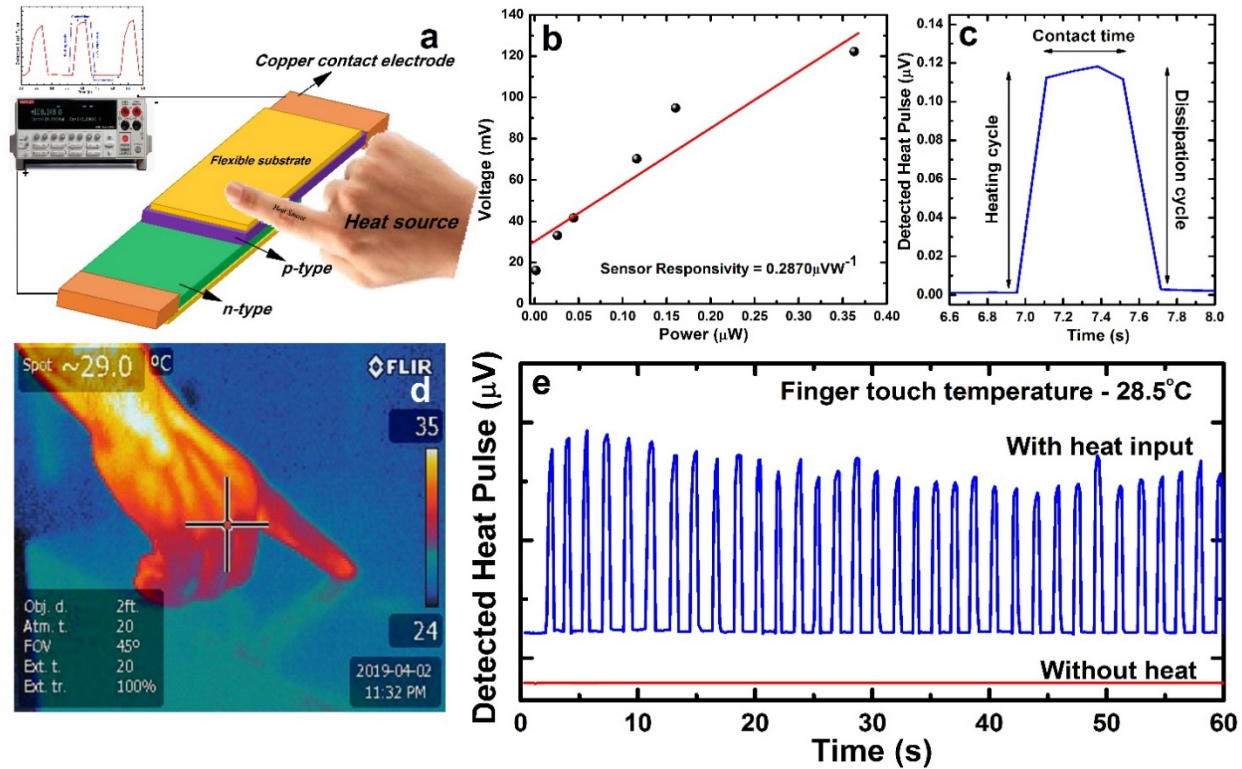 a
Copper contact electrode
Flexible substrate
Heat Source
Heat source
p-type
n-type
-
+
b
Voltage (mV)
140
120
100
80
60
40
20
0
Sensor Responsivity = 0.2870μVW⁻¹
0.00 0.05 0.10 0.15 0.20 0.25 0.30 0.35 0.40
Power (μW)
c
Detected Heat Pulse (μV)
0.15
0.14
0.12
0.10
0.08
0.06
0.04
0.02
0.00
Contact time
Heating cycle
Dissipation cycle
6.6 6.8 7.0 7.2 7.4 7.6 7.8 8.0
Time (s)
Spot ~29.0 ºC
FLIR
d
35
24
Obj. d. 2ft.
Atm. t. 20
FOV 45º
Ext. t. 20
Ext. tr. 100%
2019-04-02
11:32 PM
e
Finger touch temperature - 28.5°C
With heat input
Without heat
Detected Heat Pulse (μV)
0 10 20 30 40 50 60
Time (s)